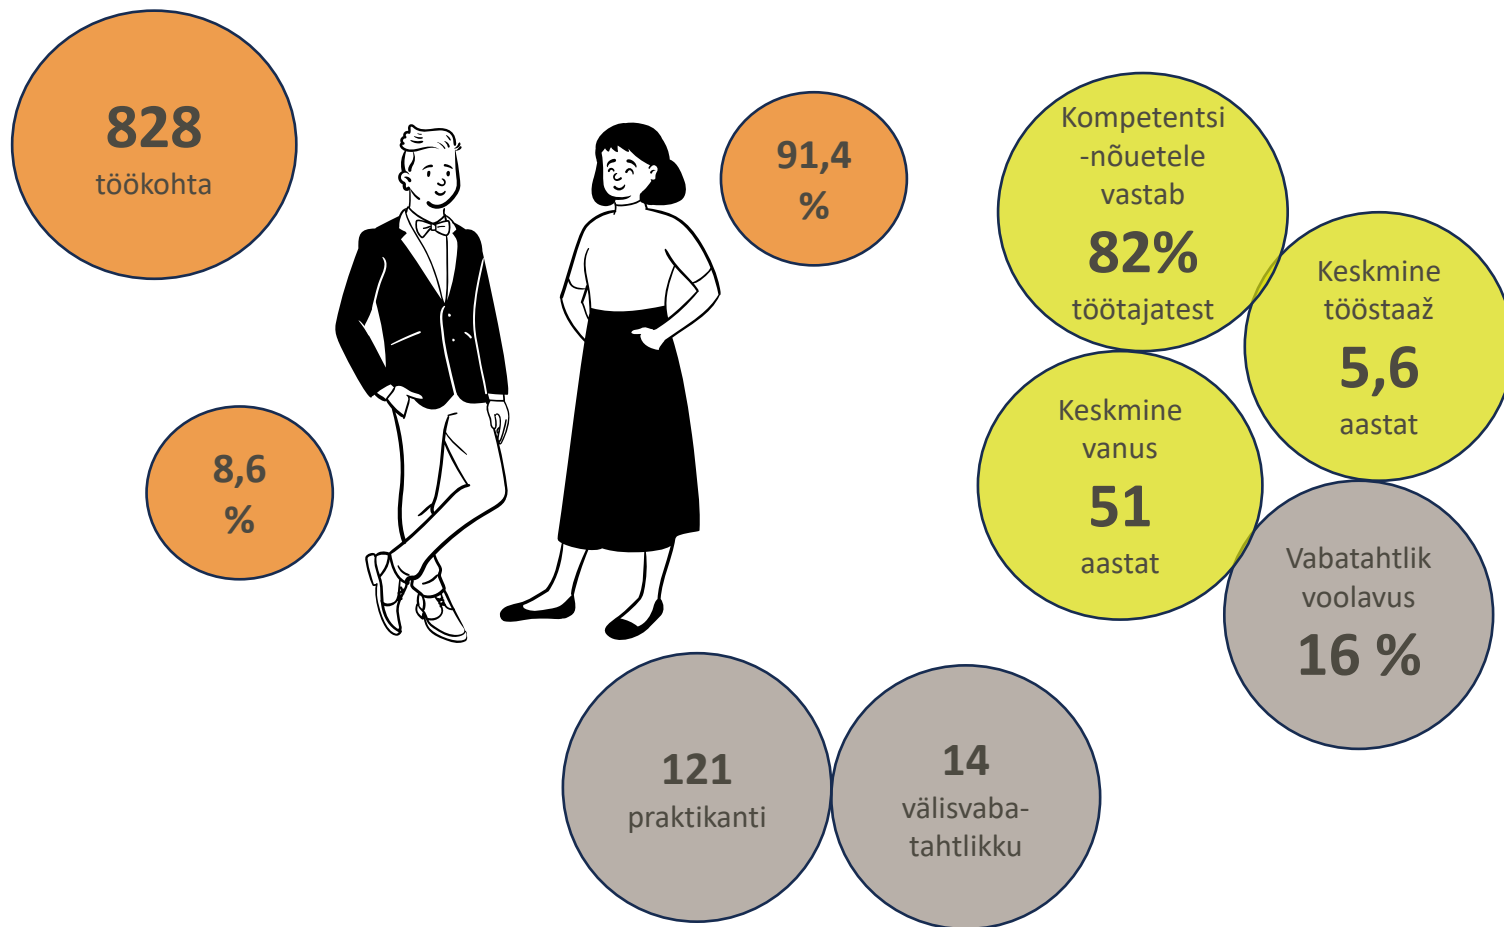 828
töökohta
91,4
%
8,6
%
Kompetentsi
-nõuetele
vastab
82%
töötajatest
Keskmine
tööstaaž
5,6
aastat
Keskmine
vanus
51
aastat
Vabatahtlik
voolavus
16 %
121
praktikanti
14
välisvaba-
tahtlikku